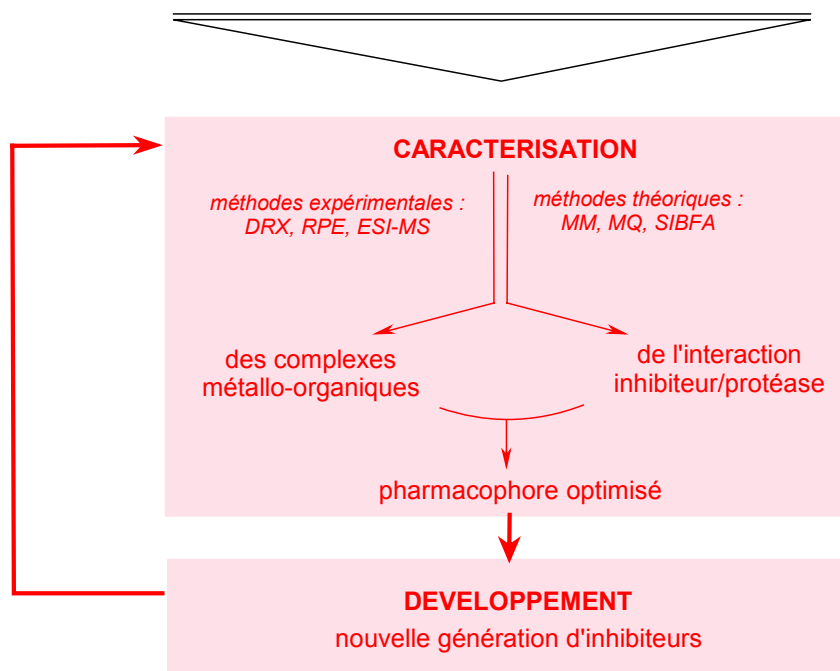 CARACTERISATION
méthodes expérimentales :
DRX, RPE, ESI-MS
méthodes théoriques :
MM, MQ, SIBFA
des complexes
métallo-organiques
de l'interaction
inhibiteur/protéase
pharmacophore optimisé
DEVELOPPEMENT
nouvelle génération d'inhibiteurs